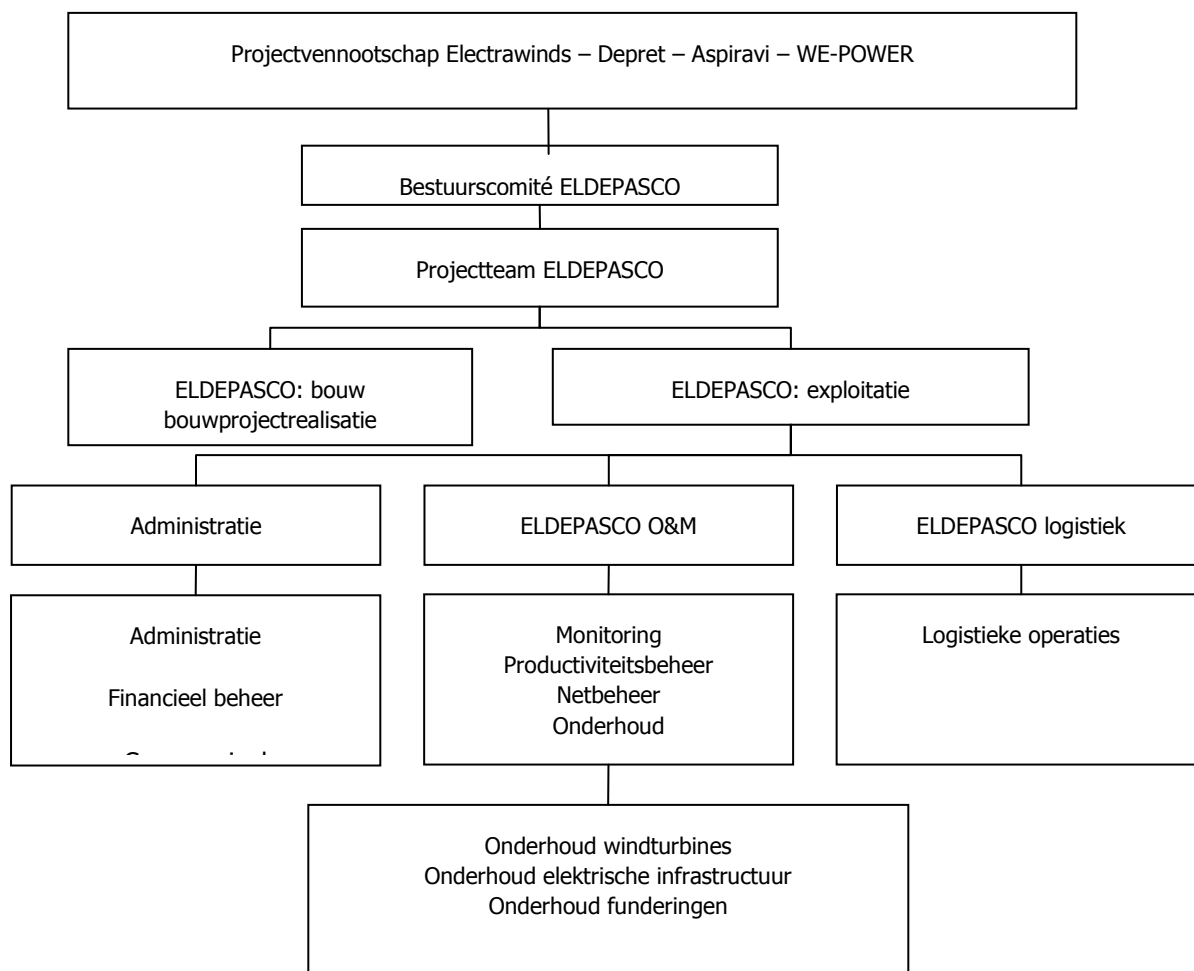 Projectvennootschap Electrawinds – Depret – Aspiravi – WE-POWER
Bestuurscomité ELDEPASCO
Projectteam ELDEPASCO
ELDEPASCO: bouw
bouwprojectrealisatie
ELDEPASCO: exploitatie
Administratie
ELDEPASCO O&M
ELDEPASCO logistiek
Administratie
Financieel beheer
Monitoring
Productiviteitsbeheer
Netbeheer
Onderhoud
Logistieke operaties
Onderhoud windturbines
Onderhoud elektrische infrastructuur
Onderhoud funderingen